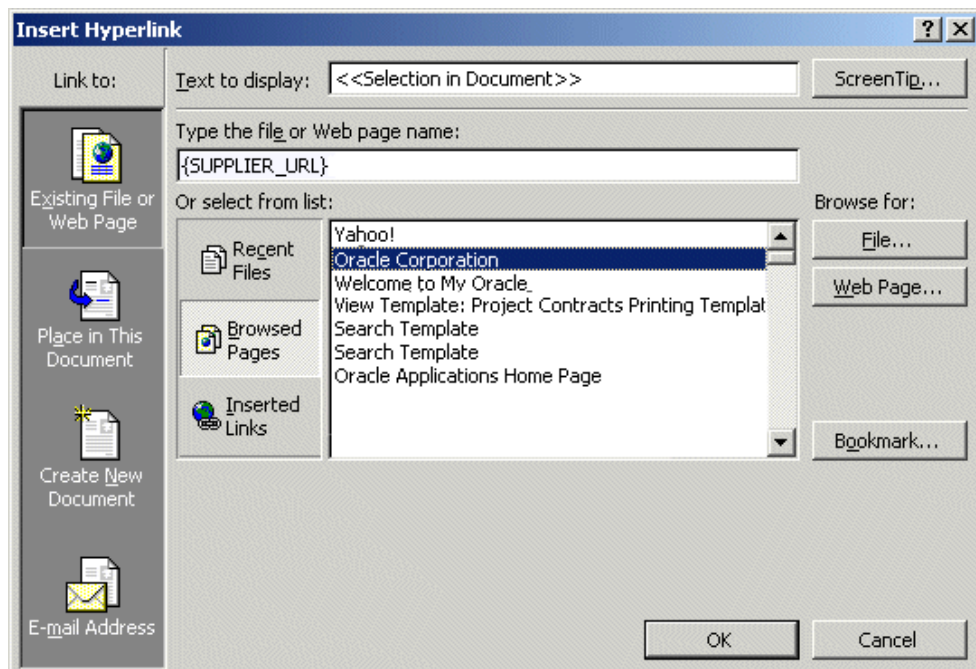 Insert Hyperlink
Link to:
Text to display:
<<Selection in Document>>
ScreenTip...
Type the file or Web page name:
{SUPPLIER_URL}
Existing File or
Web Page
Or select from list:
Browse for:
Recent
Files
Yahoo!
Oracle Corporation
Welcome to My Oracle_
View Template: Project Contracts Printing Templat
Search Template
Search Template
Oracle Applications Home Page
File...
Web Page...
Place in This
Document
Browsed
Pages
Inserted
Links
Bookmark...
Create New
Document
E-mail Address
OK
Cancel